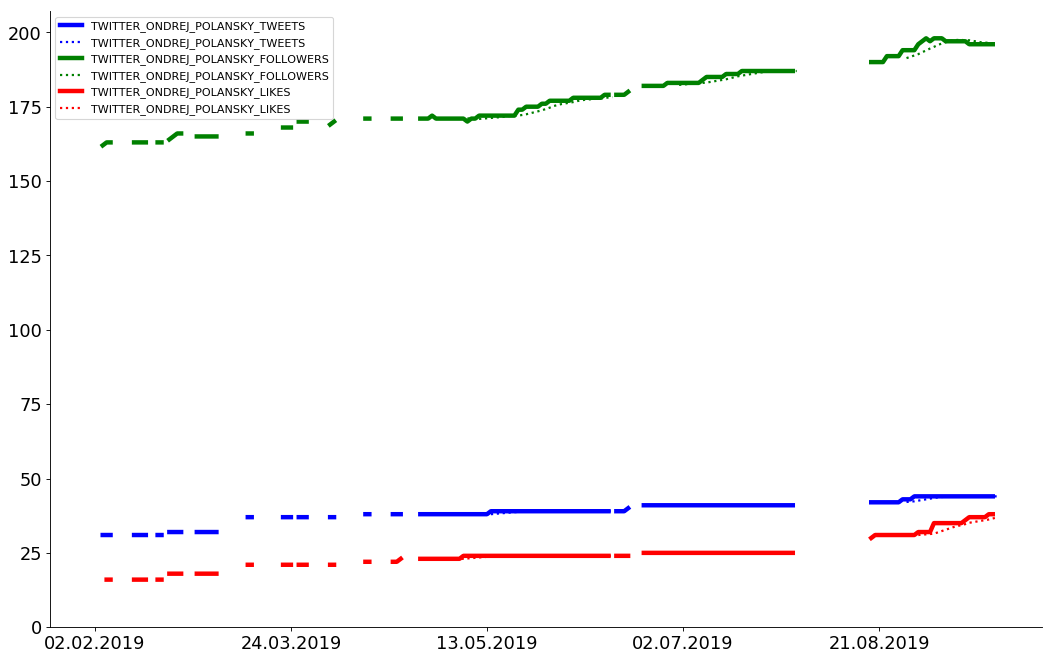 200
175
150
125
100
75
50
25
0
TWITTER_ONDREJ_POLANSKY_TWEETS
TWITTER_ONDREJ_POLANSKY_TWEETS
TWITTER_ONDREJ_POLANSKY_FOLLOWERS
TWITTER_ONDREJ_POLANSKY_FOLLOWERS
TWITTER_ONDREJ_POLANSKY_LIKES
TWITTER_ONDREJ_POLANSKY_LIKES
02.02.2019 24.03.2019 13.05.2019 02.07.2019 21.08.2019